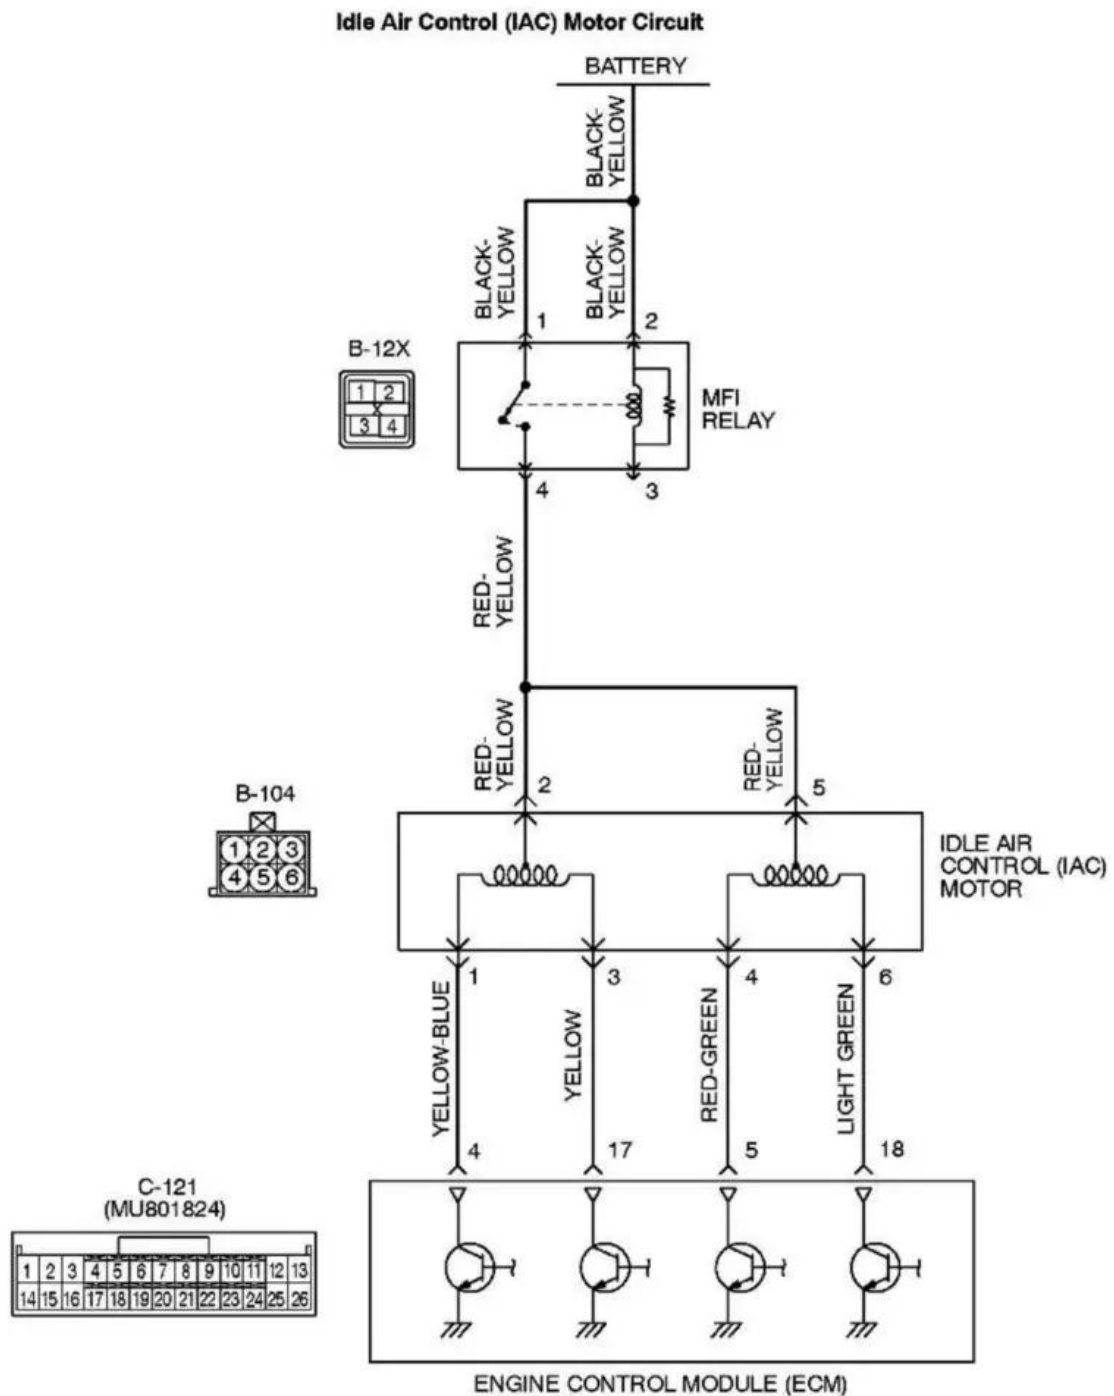 Idle Air Control (IAC) Motor Circuit
BATTERY
BLACK-
YELLOW
BLACK-
YELLOW
BLACK-
YELLOW
1
2
B-12X
1 2
X
3 4
MFI
RELAY
4
3
RED-
YELLOW
RED-
YELLOW
2
RED-
YELLOW
5
B-104
1 2 3
4 5 6
IDLE AIR
CONTROL (IAC)
MOTOR
1
3
4
6
YELLOW-BLUE
YELLOW
RED-GREEN
LIGHT GREEN
4
17
5
18
C-121
(MU801824)
1 2 3 4 5 6 7 8 9 10 11 12 13
14 15 16 17 18 19 20 21 22 23 24 25 26
ENGINE CONTROL MODULE (ECM)